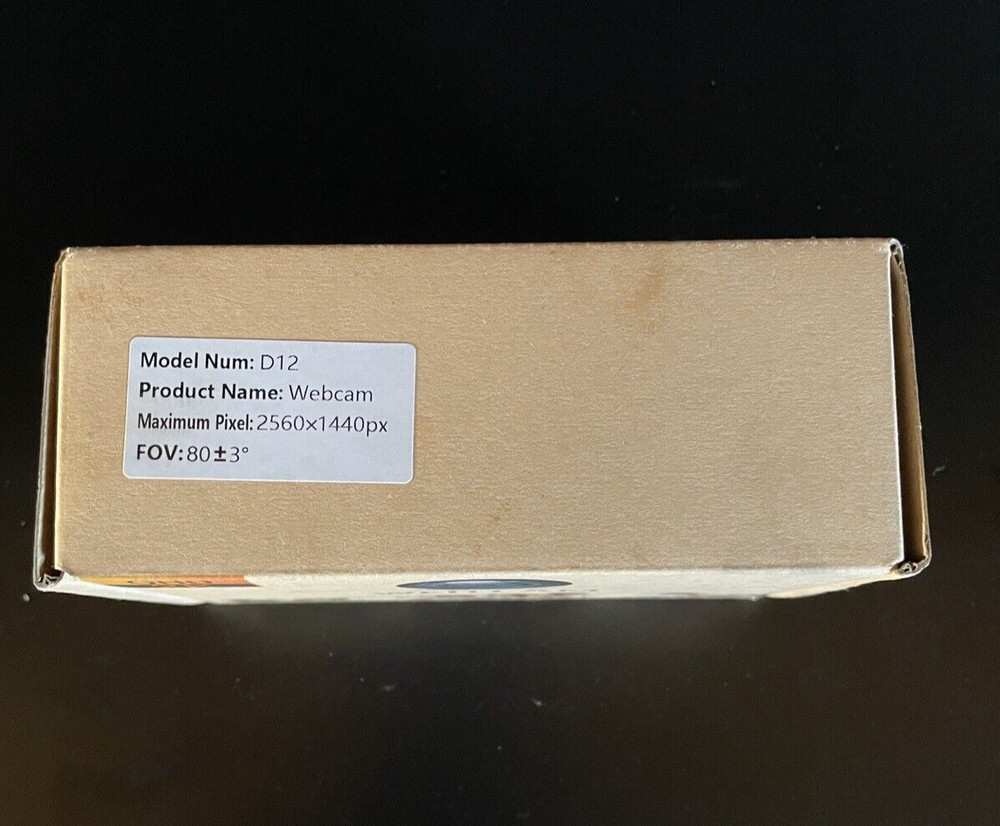 Model Num: D12
Product Name: Webcam
Maximum Pixel: 2560×1440px
FOV: 80±3°